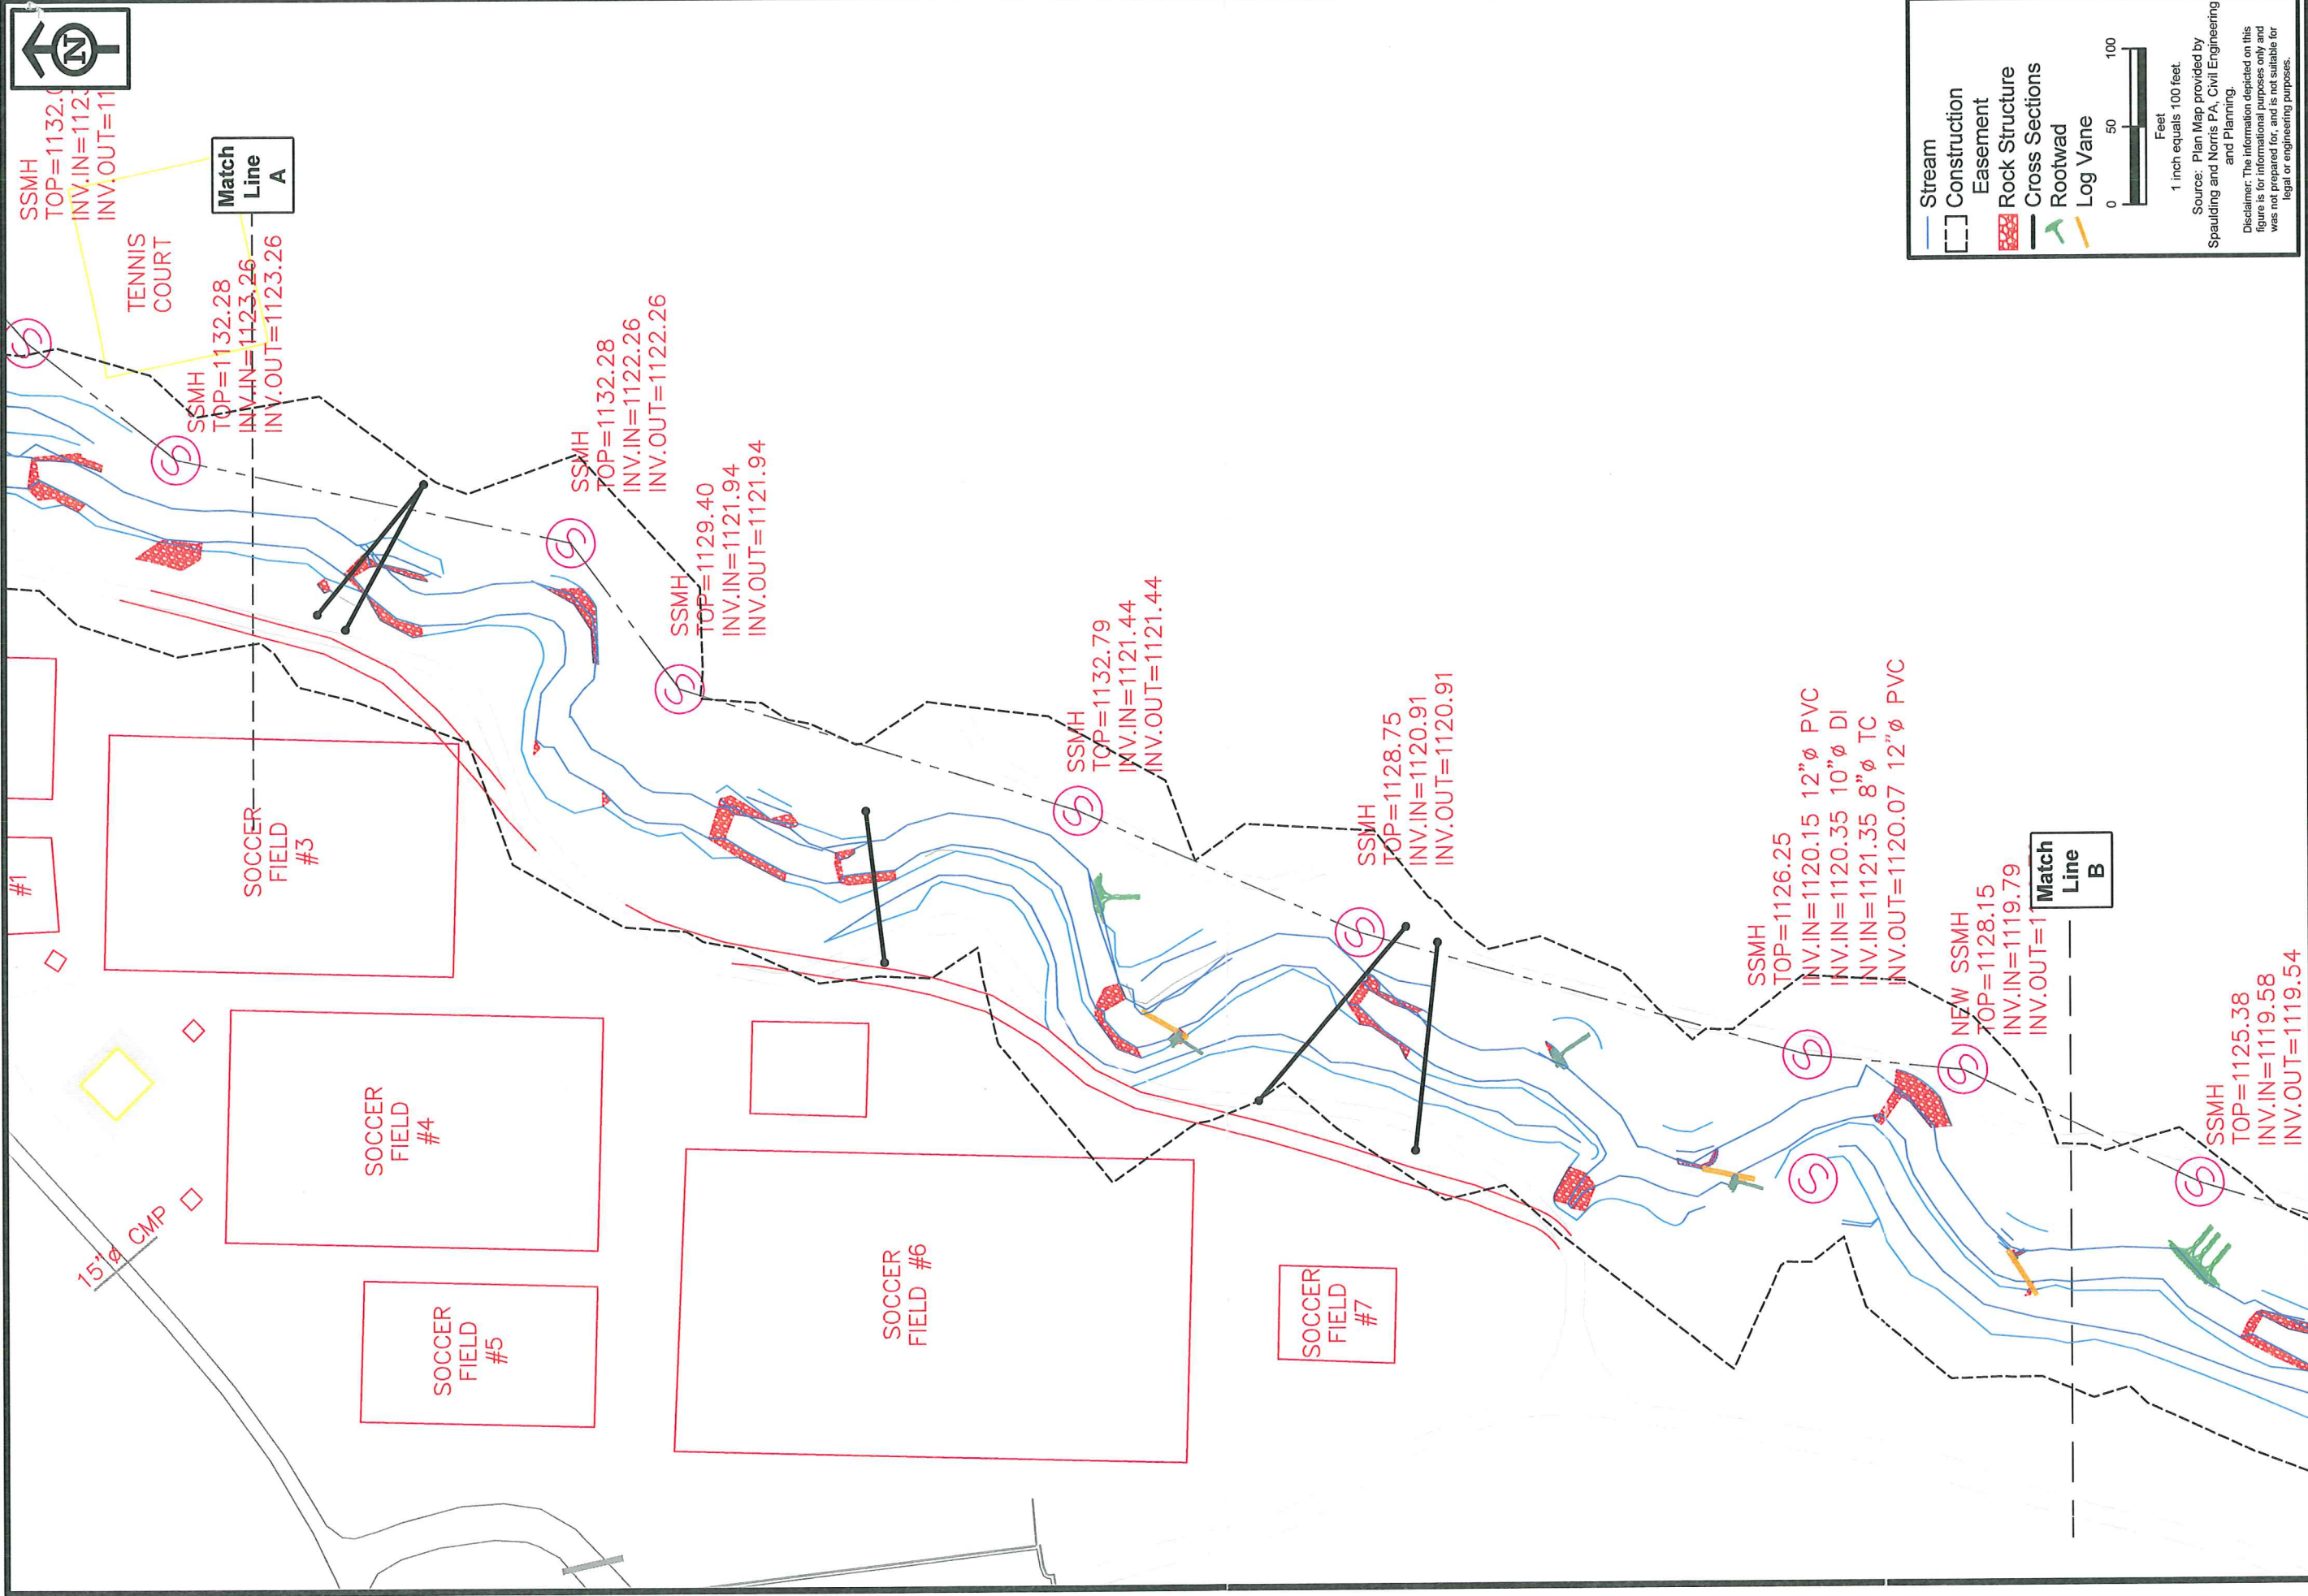 N
SSMH
TOP=1132.
INV.IN=112
INV.OUT=11
TENNIS
COURT
Match
Line
A
SSMH
TOP=1132.28
INV.IN=1123.26
INV.OUT=1123.26
SSMH
TOP=1132.28
INV.IN=1122.26
INV.OUT=1122.26
SSMH
TOP=1129.40
INV.IN=1121.94
INV.OUT=1121.94
SSMH
TOP=1132.79
INV.IN=1121.44
INV.OUT=1121.44
SSMH
TOP=1128.75
INV.IN=1120.91
INV.OUT=1120.91
SSMH
TOP=1126.25
INV.IN=1120.15 12"ø PVC
INV.IN=1120.35 10"ø DI
INV.IN=1121.35 8"ø TC
INV.OUT=1120.07 12"ø PVC
NEW SSMH
TOP=1128.15
INV.IN=1119.79
INV.OUT=11
Match
Line
B
SSMH
TOP=1125.38
INV.IN=1119.58
INV.OUT=1119.54
S
S
S
S
S
S
S
S
S
S
#1
SOCCER
FIELD
#3
SOCCER
FIELD
#4
SOCCER
FIELD
#5
SOCCER
FIELD #6
SOCCER
FIELD
#7
15"ø CMP
Stream
Construction
Easement
Rock Structure
Cross Sections
Rootwad
Log Vane
0 50 100
Feet
1 inch equals 100 feet.
Source: Plan Map provided by
Spaulding and Norris PA, Civil Engineering
and Planning.
Disclaimer: The information depicted on this
figure is for informational purposes only and
was not prepared for, and is not suitable for
legal or engineering purposes.